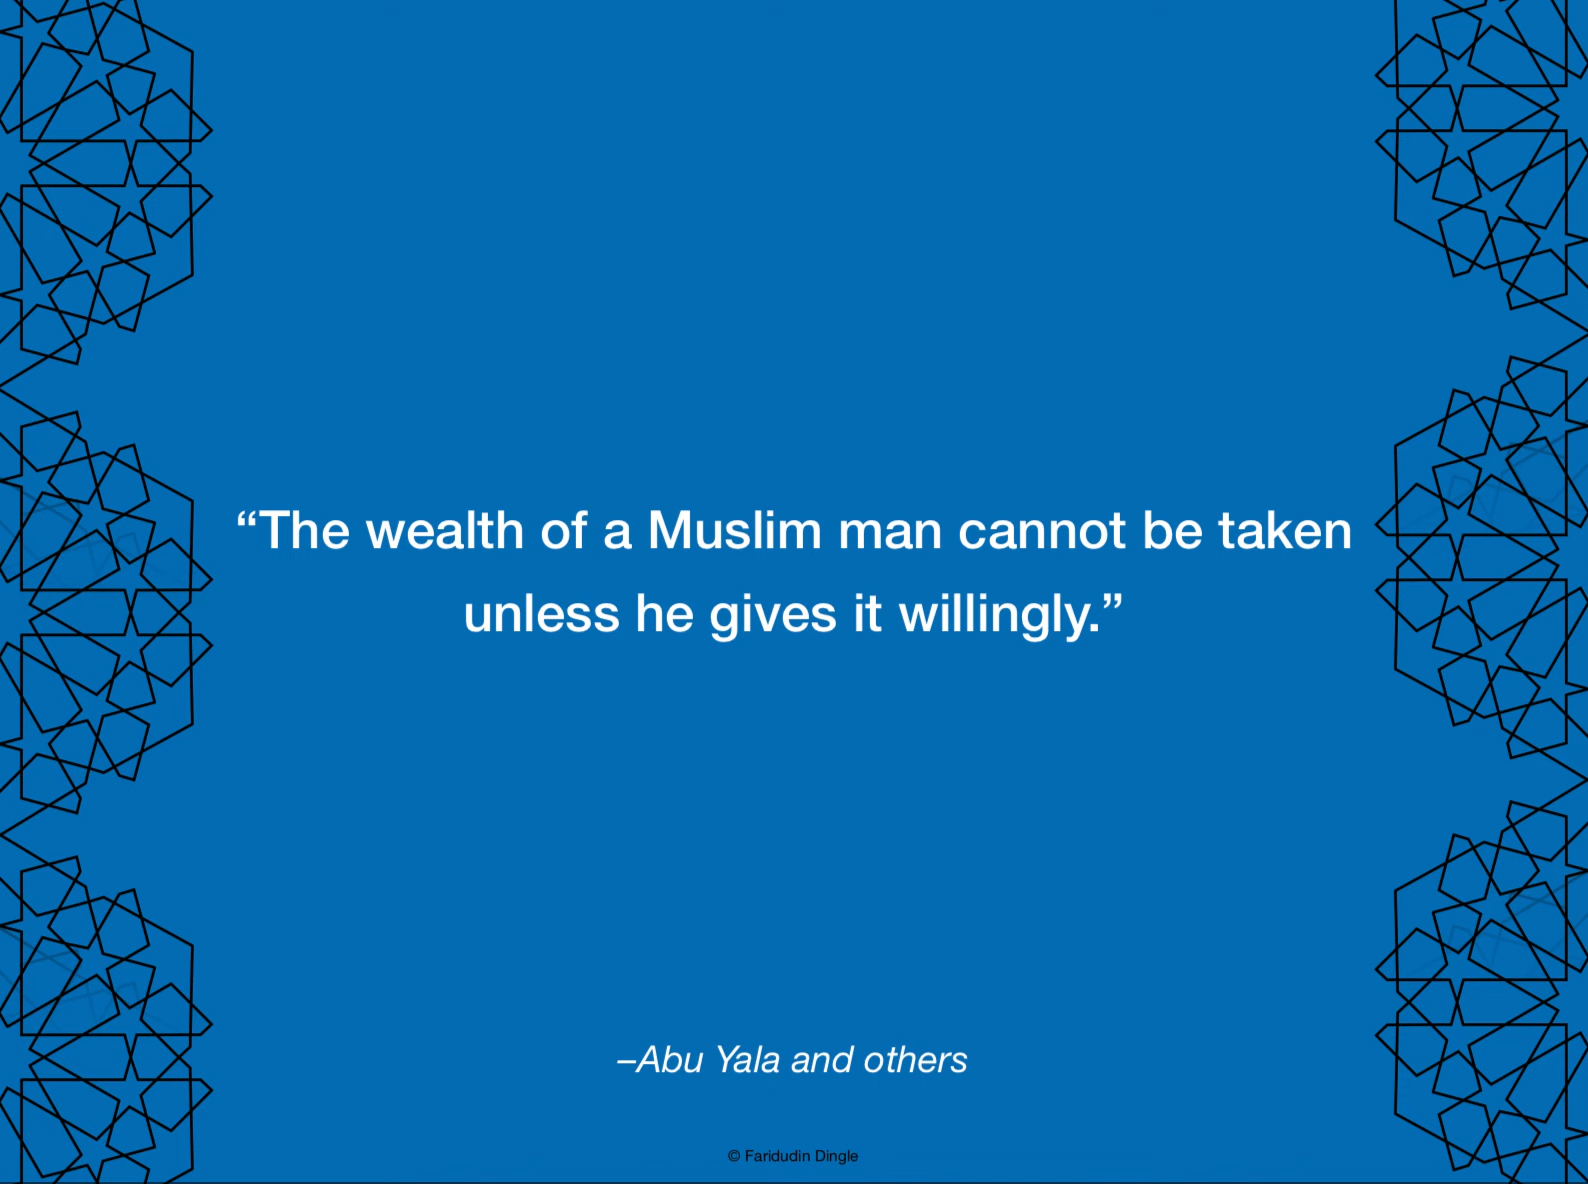 “The wealth of a Muslim man cannot be taken
unless he gives it willingly.”
–Abu Yala and others
© Faridudin Dingle